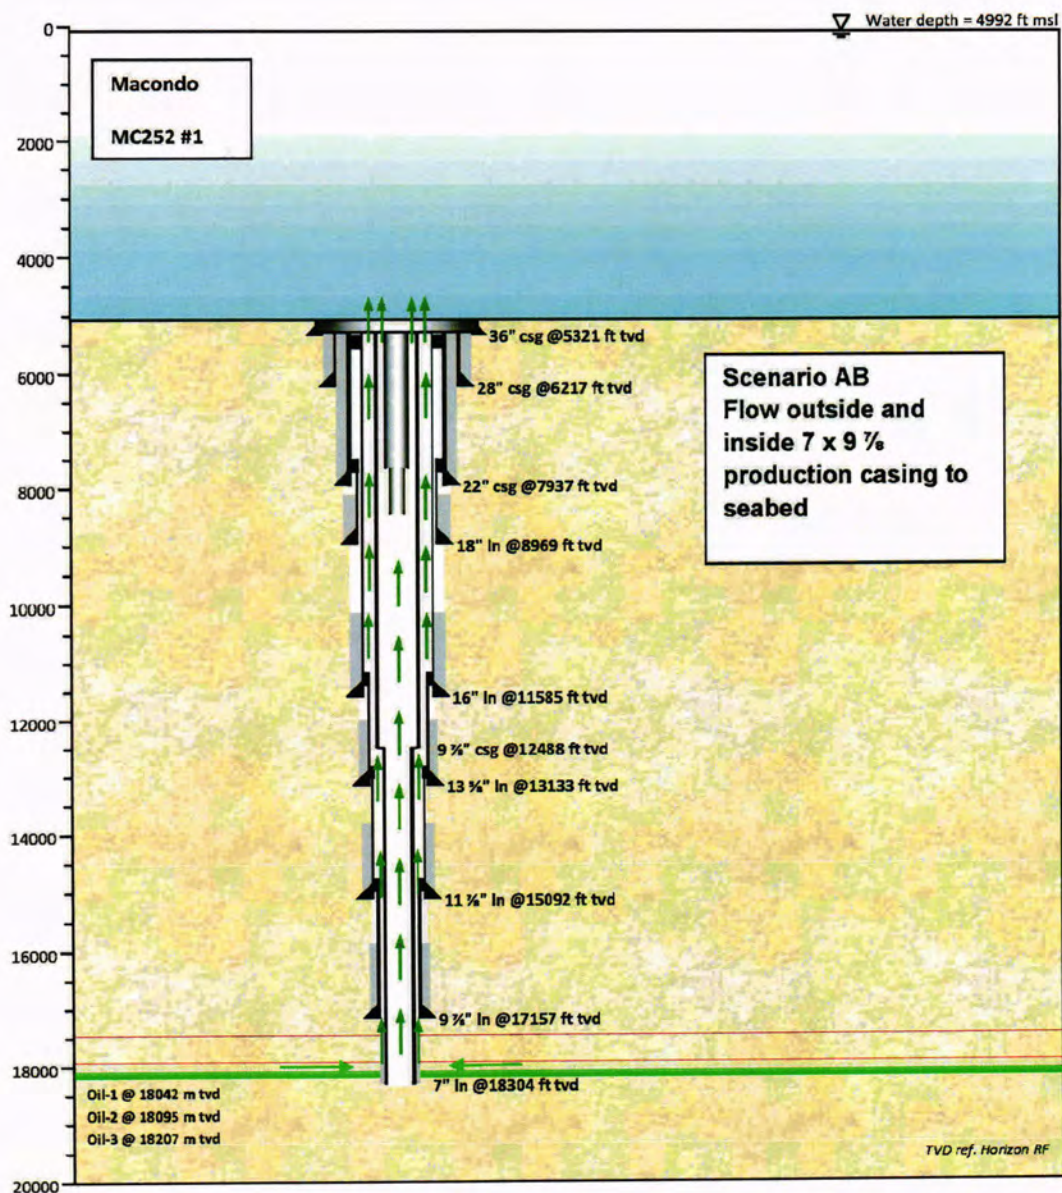 Water depth = 4992 ft msl
0
Macondo
MC252 #1
2000
4000
36" csg @5321 ft tvd
6000
28" csg @6217 ft tvd
Scenario AB
Flow outside and
inside 7 x 9 ⅞
production casing to
seabed
22" csg @7937 ft tvd
8000
18" ln @8969 ft tvd
10000
16" ln @11585 ft tvd
12000
9 ⅞" csg @12488 ft tvd
13 ⅝" ln @13133 ft tvd
14000
11 ⅞" ln @15092 ft tvd
16000
9 ⅞" ln @17157 ft tvd
18000
7" ln @18304 ft tvd
Oil-1 @ 18042 m tvd
Oil-2 @ 18095 m tvd
Oil-3 @ 18207 m tvd
TVD ref. Horizon RF
20000